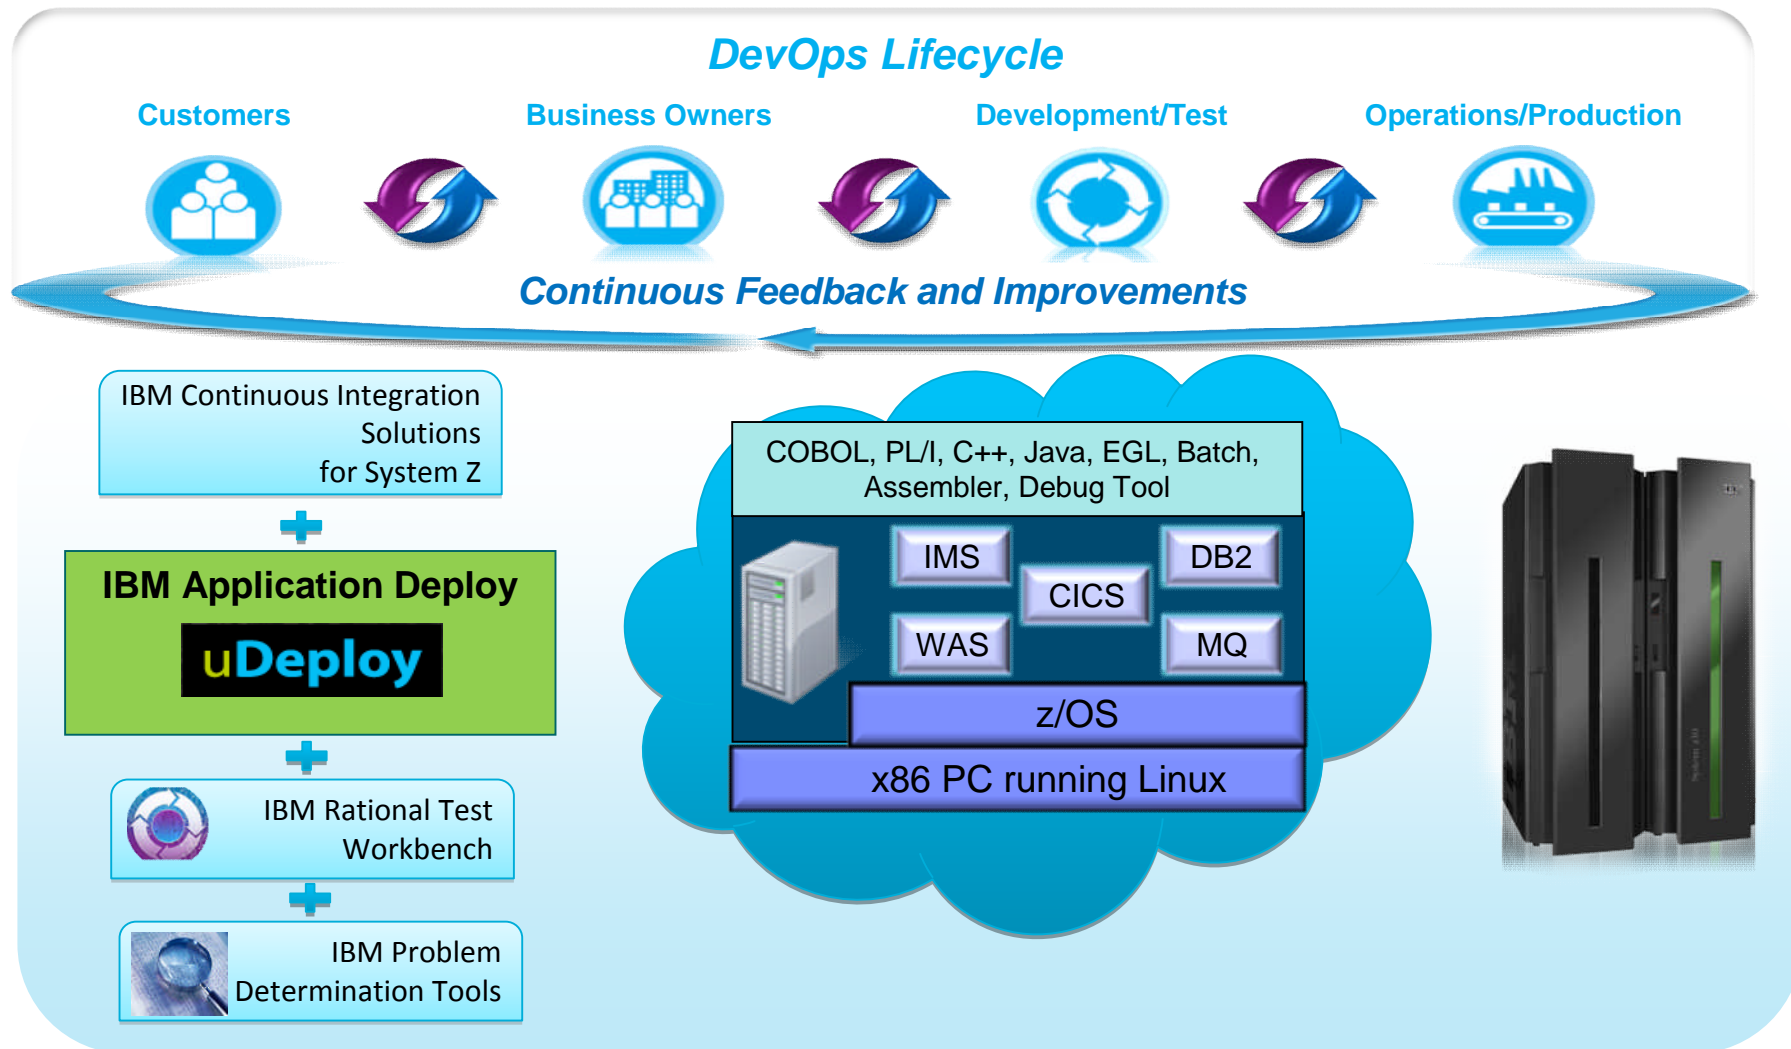 DevOps Lifecycle
Customers
Business Owners
Development/Test
Operations/Production
Continuous Feedback and Improvements
IBM Continuous Integration
Solutions
for System Z
IBM Application Deploy
uDeploy
IBM Rational Test
Workbench
IBM Problem
Determination Tools
COBOL, PL/I, C++, Java, EGL, Batch,
Assembler, Debug Tool
IMS
DB2
CICS
WAS
MQ
z/OS
x86 PC running Linux